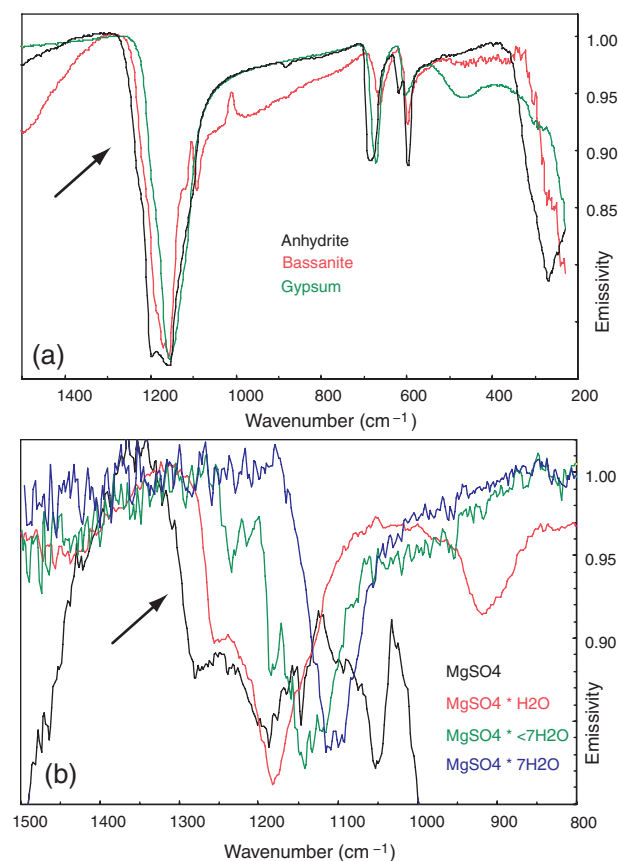 1.00
0.95
0.90
0.85
Emissivity
Anhydrite
Bassanite
Gypsum
(a)
1400 1200 1000 800 600 400 200
Wavenumber (cm⁻¹)
1.00
0.95
0.90
Emissivity
MgSO4
MgSO4 * H2O
MgSO4 * <7H2O
MgSO4 * 7H2O
(b)
1500 1400 1300 1200 1100 1000 900 800
Wavenumber (cm⁻¹)